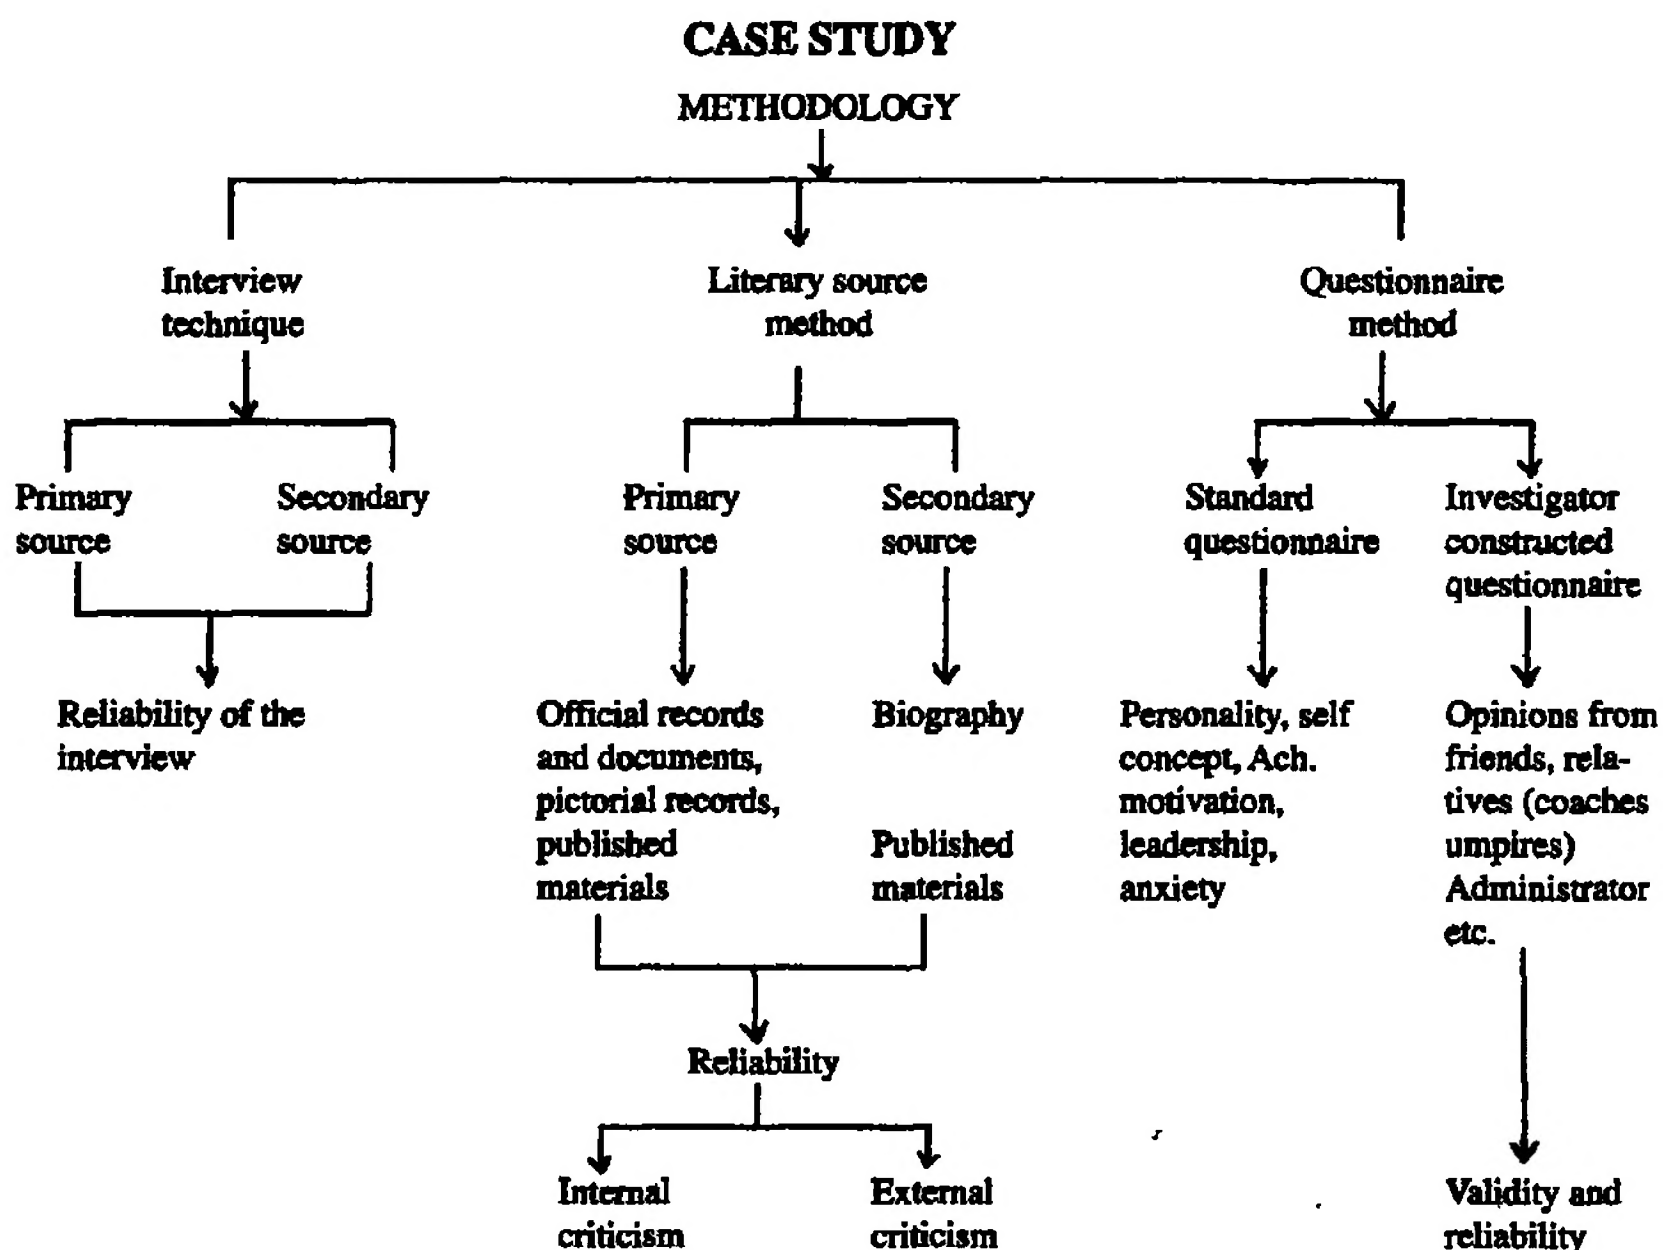 CASE STUDY
METHODOLOGY
Interview
technique
Literary source
method
Questionnaire
method
Primary
source
Secondary
source
Primary
source
Secondary
source
Standard
questionnaire
Investigator
constructed
questionnaire
Reliability of the
interview
Official records
and documents,
pictorial records,
published
materials
Biography
Published
materials
Personality, self
concept, Ach.
motivation,
leadership,
anxiety
Opinions from
friends, rela-
tives (coaches
umpires)
Administrator
etc.
Reliability
Internal
criticism
External
criticism
Validity and
reliability